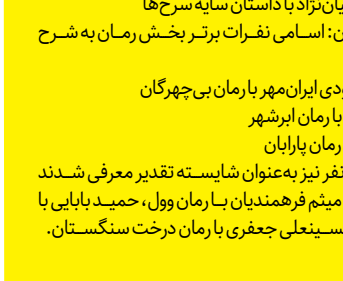 یان‌نژاد با داستان سایه سرخ‌ها
ن: اسامی نفرات برتر بخش رمان به شرح
دی ایران‌مهر با رمان بی‌چهرگان
با رمان ابرشهر
رمان پارابان
نفر نیز به‌عنوان شایسته تقدیر معرفی شدند
میثم فرهمندیان با رمان وول، حمید بابایی با
سینعلی جعفری با رمان درخت سنگستان.